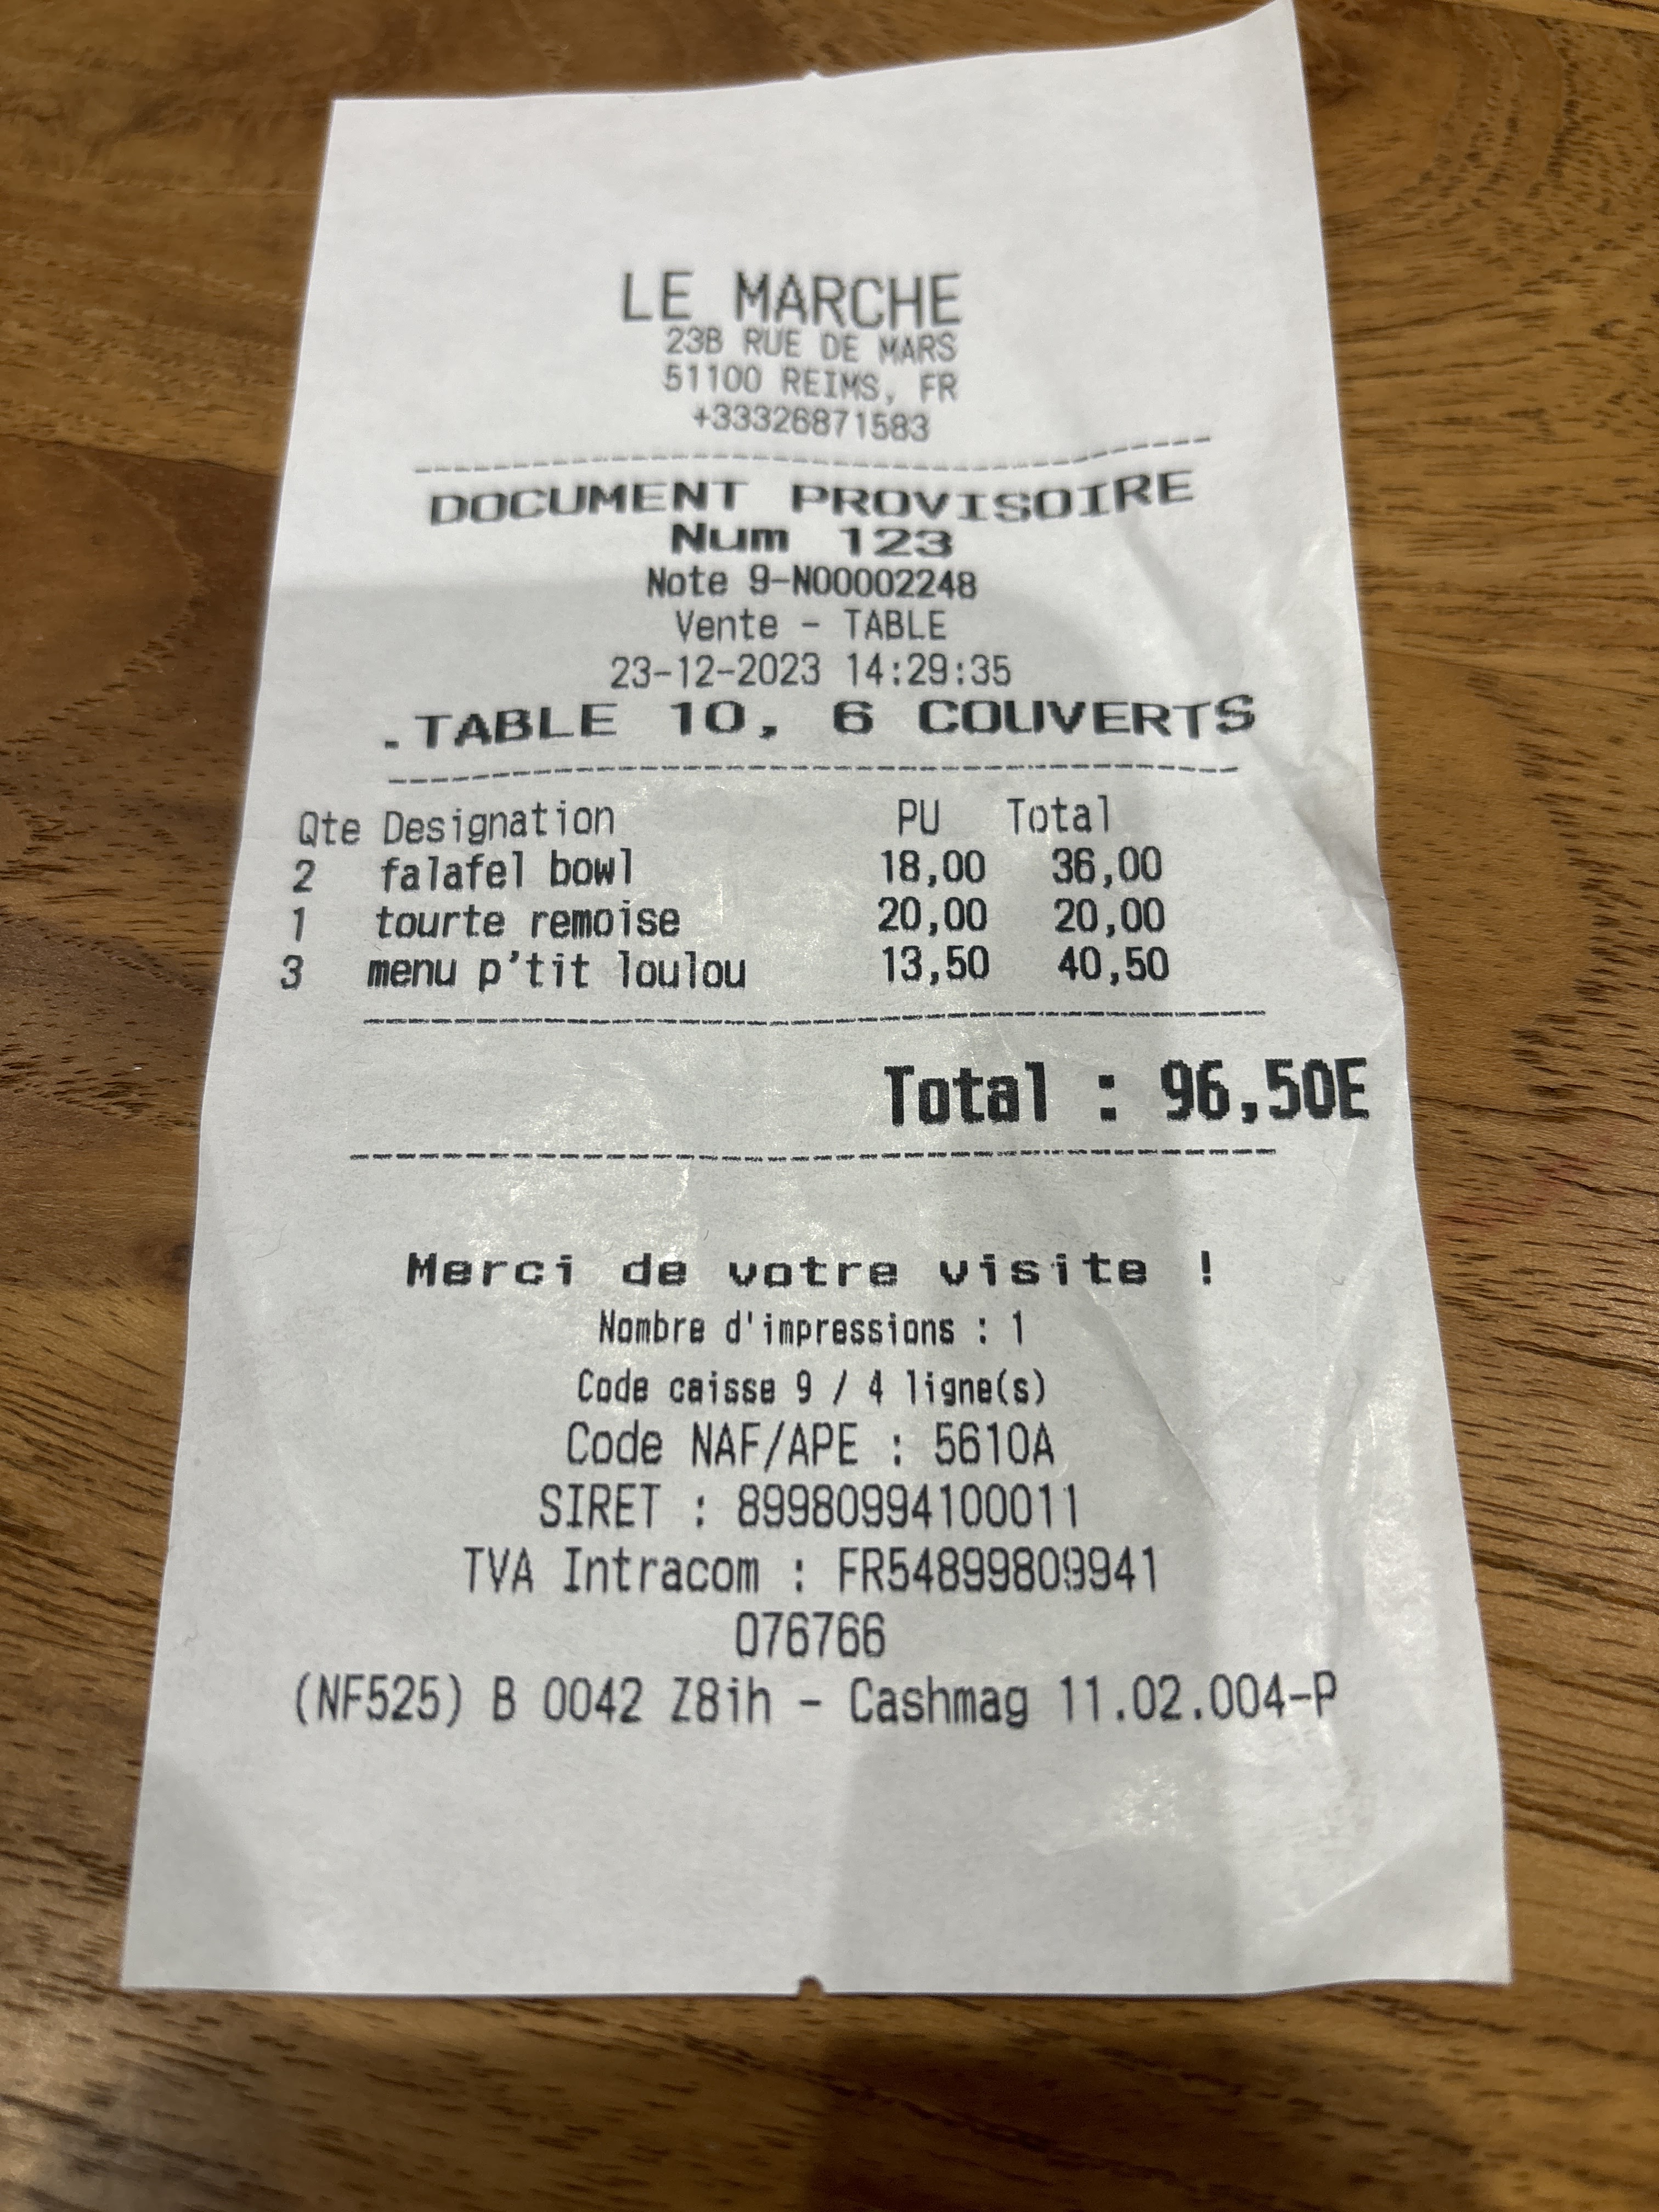 LE MARCHE
23B RUE DE MARS
51100 REIMS, FR
+33326871583
DOCUMENT PROVISOIRE
Num 123
Note 9-N00002248
Vente - TABLE
23-12-2023 14:29:35
.TABLE 10, 6 COUVERTS
Qte Designation PU Total
2 falafel bowl 18,00 36,00
1 tourte remoise 20,00 20,00
3 menu p'tit loulou 13,50 40,50
Total : 96,50E
Merci de votre visite !
Nombre d'impressions : 1
Code caisse 9 / 4 ligne(s)
Code NAF/APE : 5610A
SIRET : 89980994100011
TVA Intracom : FR54899809941
076766
(NF525) B 0042 Z8ih - Cashmag 11.02.004-P